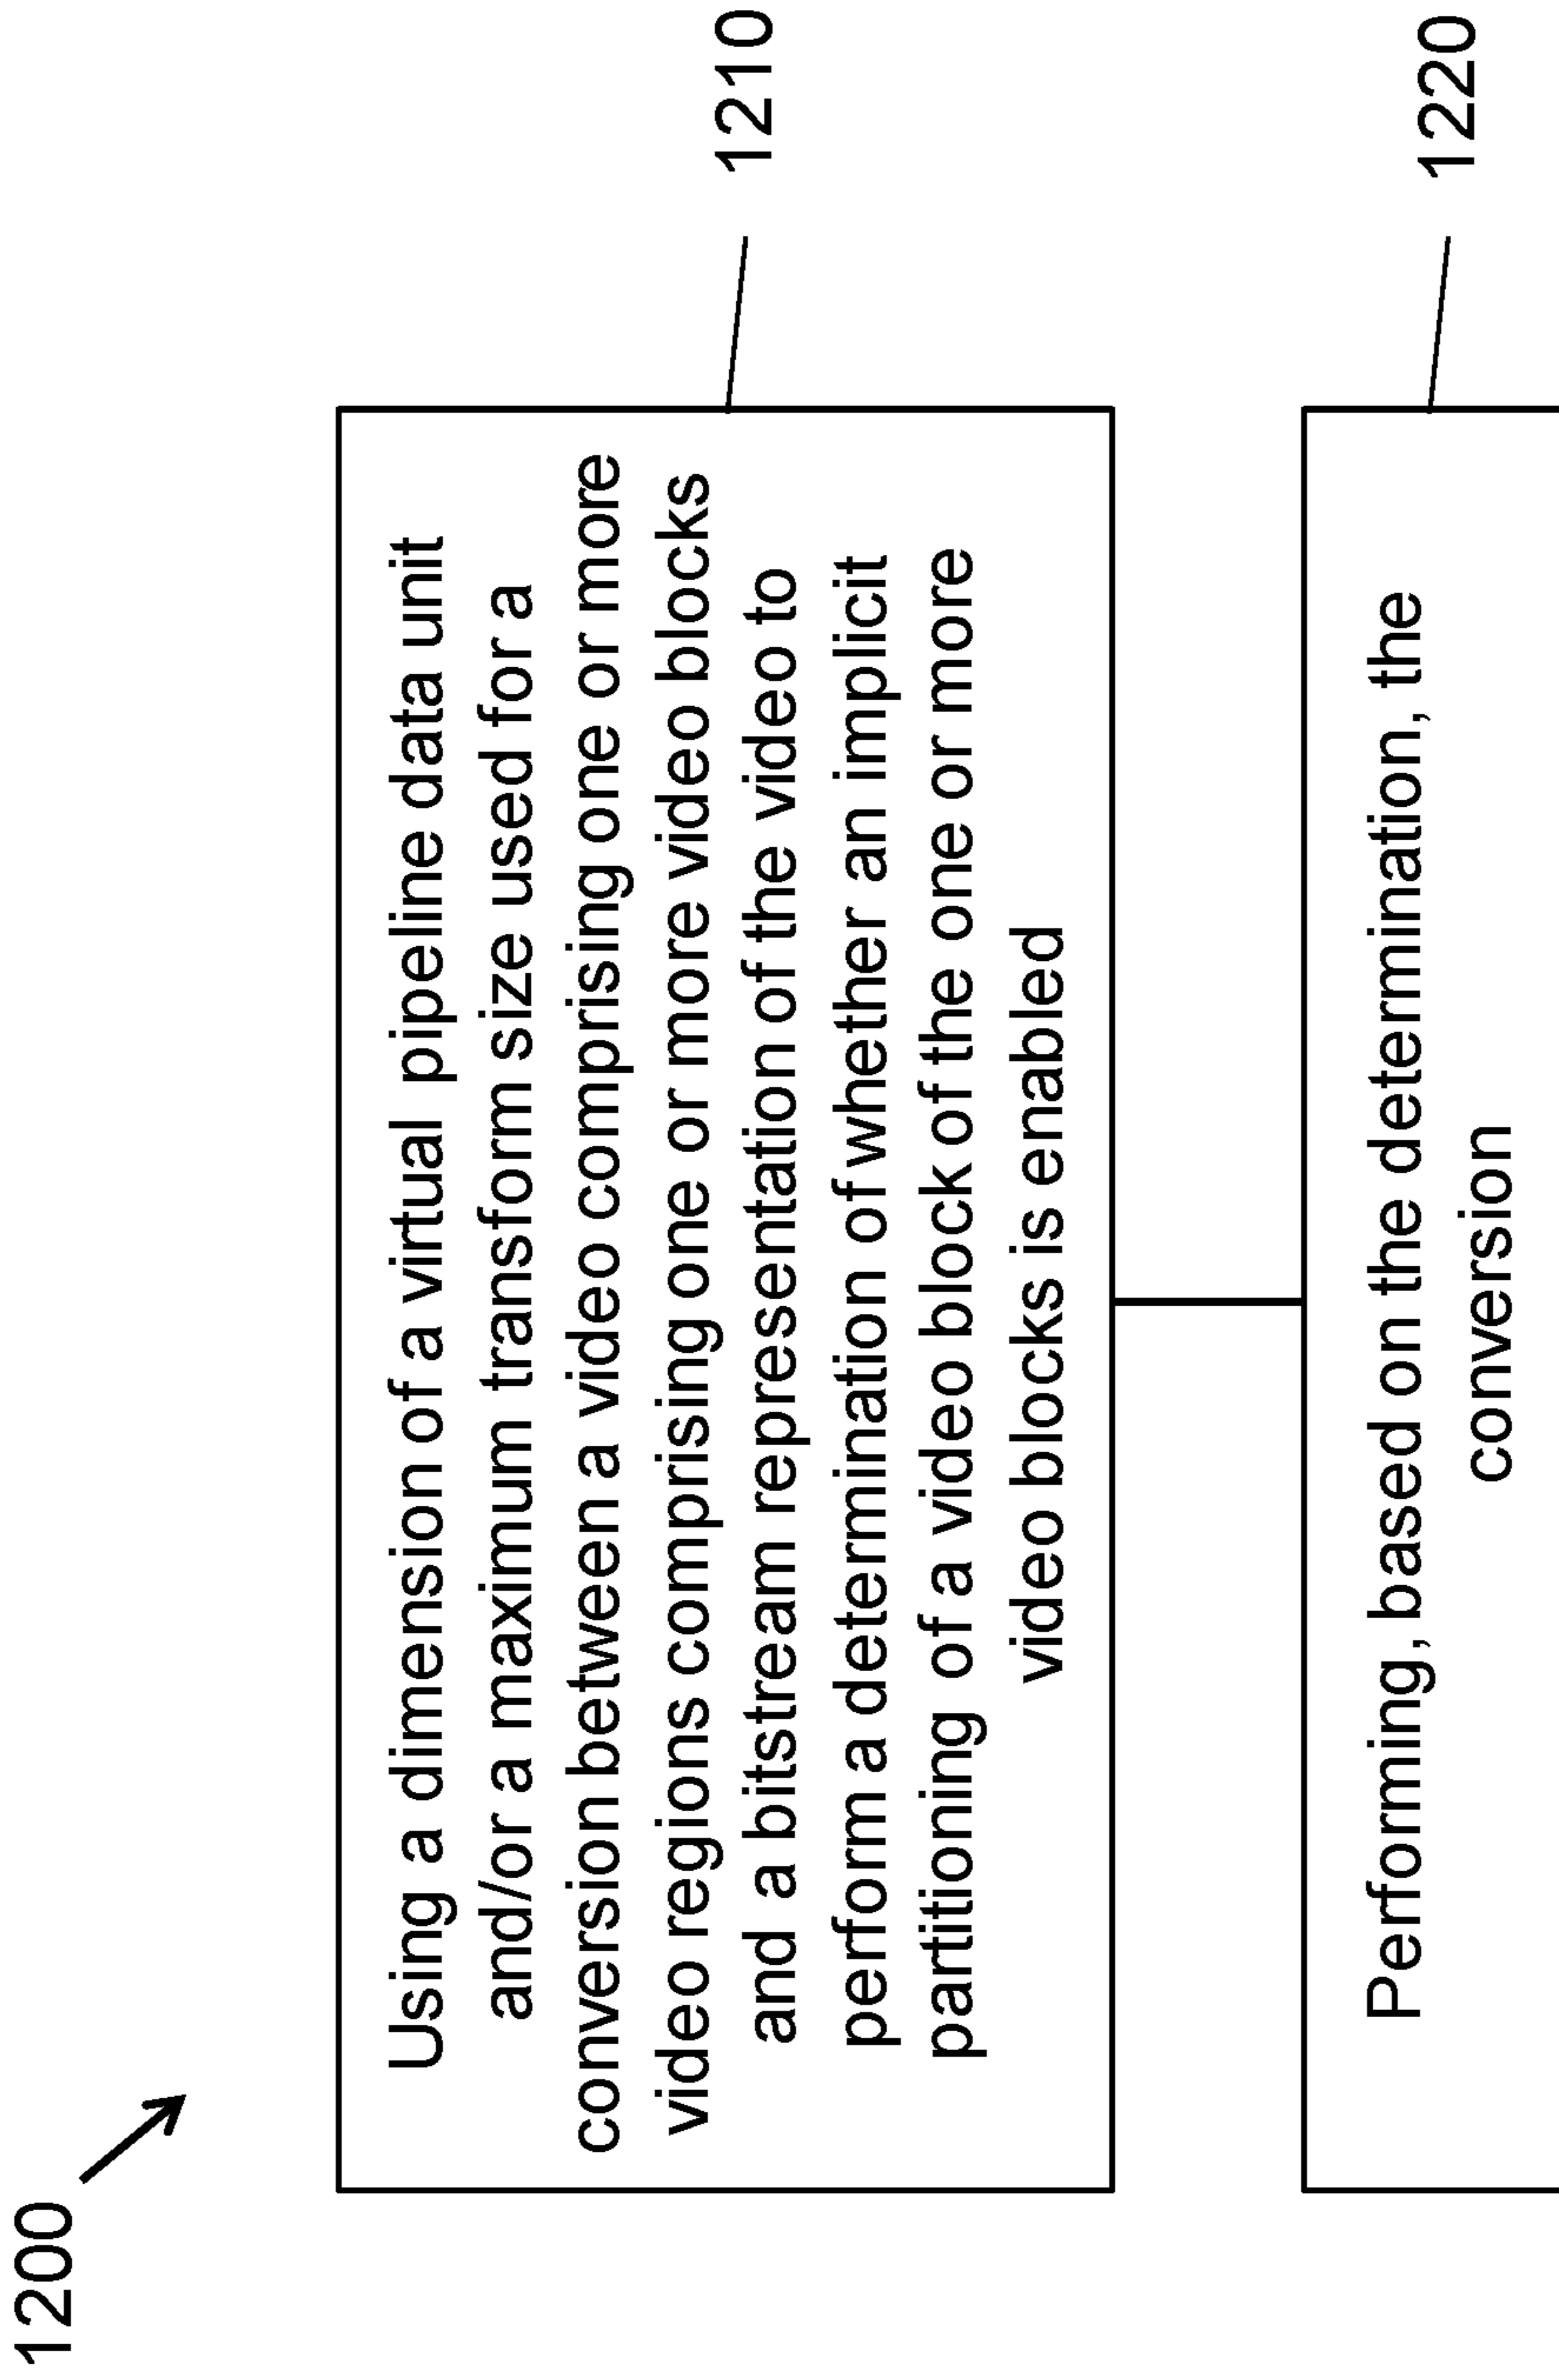 1200
Using a dimension of a virtual pipeline data unit
and/or a maximum transform size used for a
conversion between a video comprising one or more
video regions comprising one or more video blocks
and a bitstream representation of the video to
perform a determination of whether an implicit
partitioning of a video block of the one or more
video blocks is enabled
1210
Performing, based on the determination, the
conversion
1220